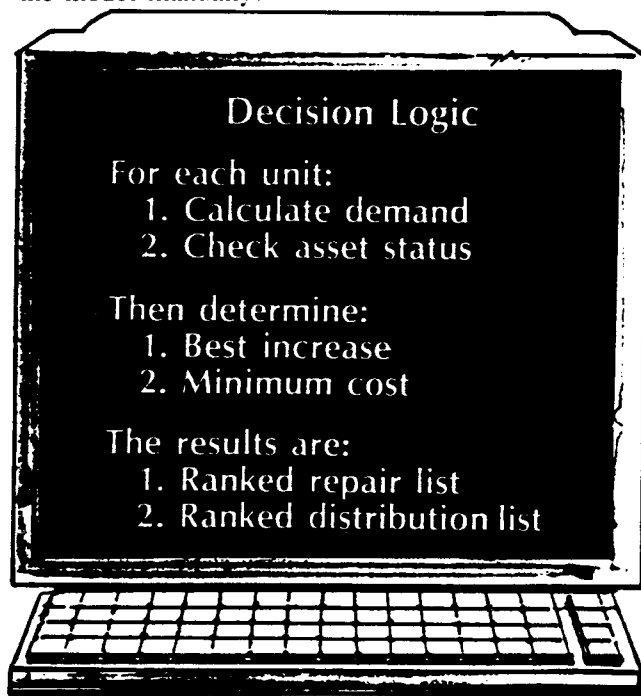 Decision Logic
For each unit:
1. Calculate demand
2. Check asset status
Then determine:
1. Best increase
2. Minimum cost
The results are:
1. Ranked repair list
2. Ranked distribution list